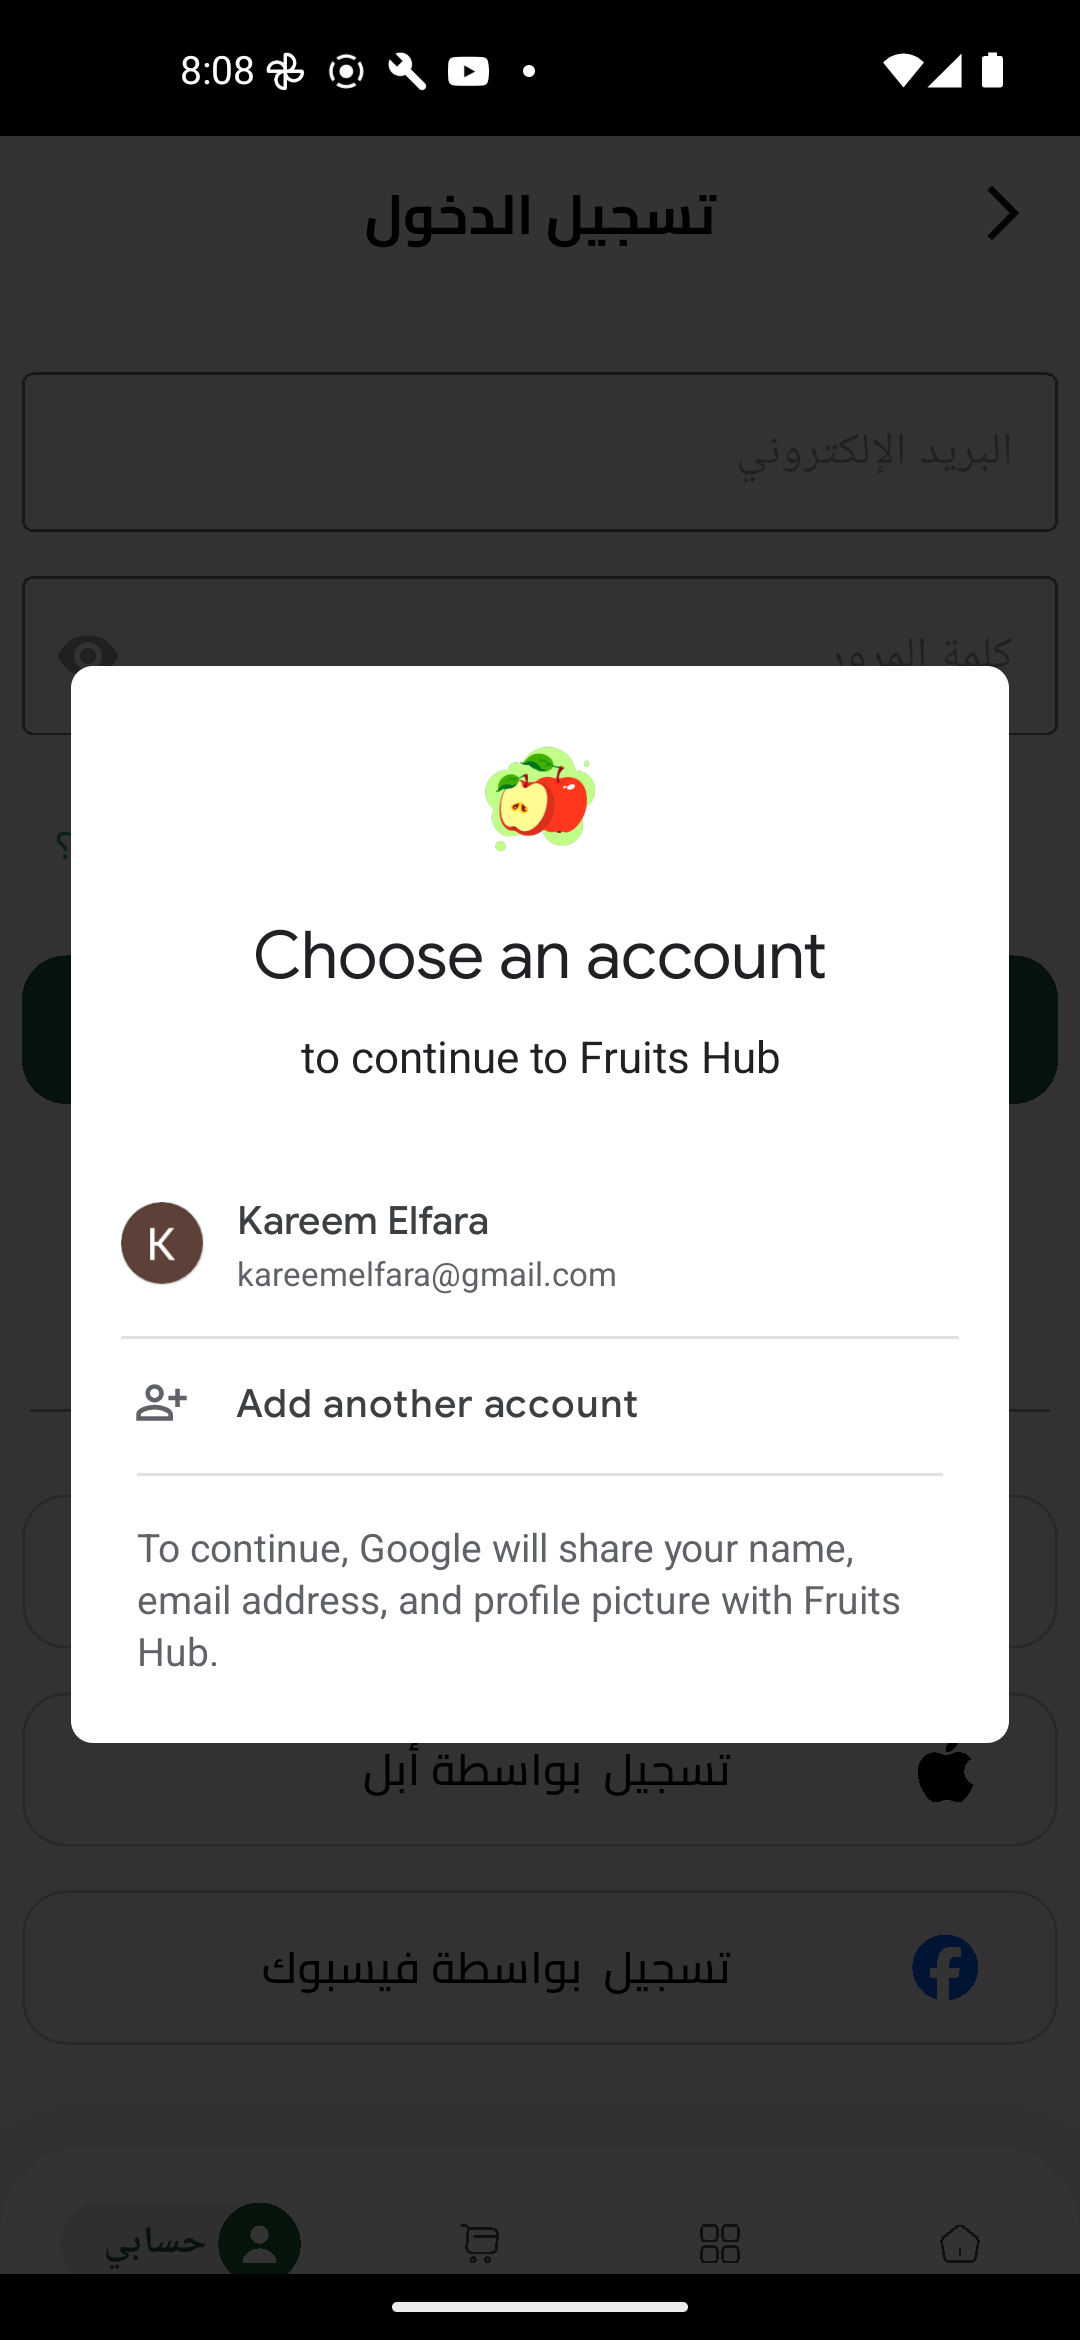 8:08
تسجيل الدخول
البريد الإلكتروني
كلمة المرور
؟
Choose an account
to continue to Fruits Hub
K
Kareem Elfara
kareemelfara@gmail.com
Add another account
To continue, Google will share your name,
email address, and profile picture with Fruits
Hub.
تسجيل بواسطة أبل
تسجيل بواسطة فيسبوك
حسابي